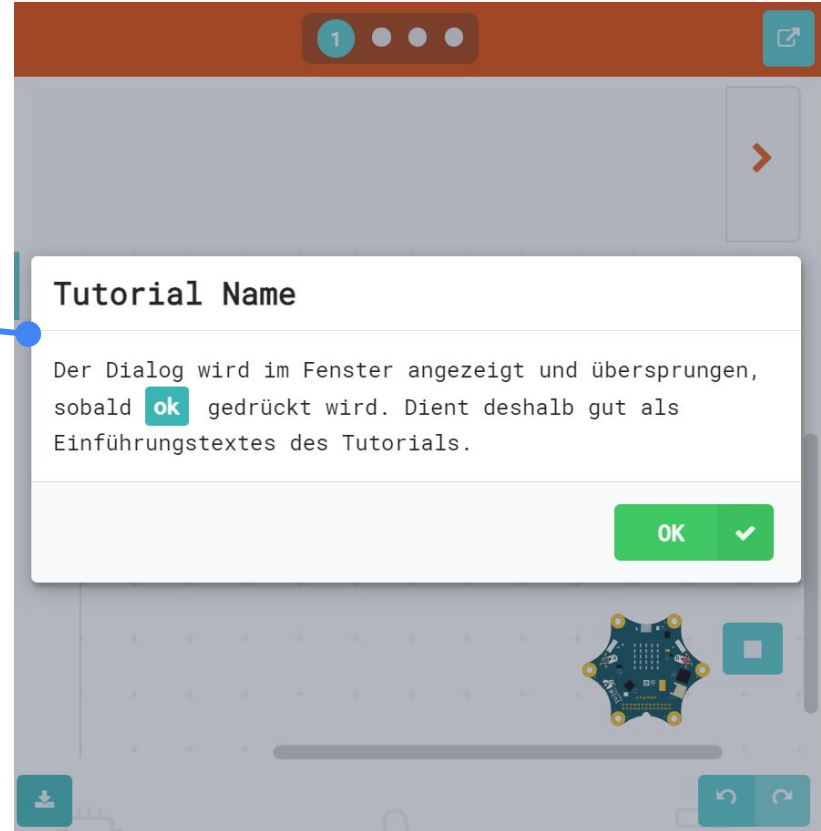 1
Tutorial Name
Der Dialog wird im Fenster angezeigt und übersprungen,
sobald ok gedrückt wird. Dient deshalb gut als
Einführungstextes des Tutorials.
OK